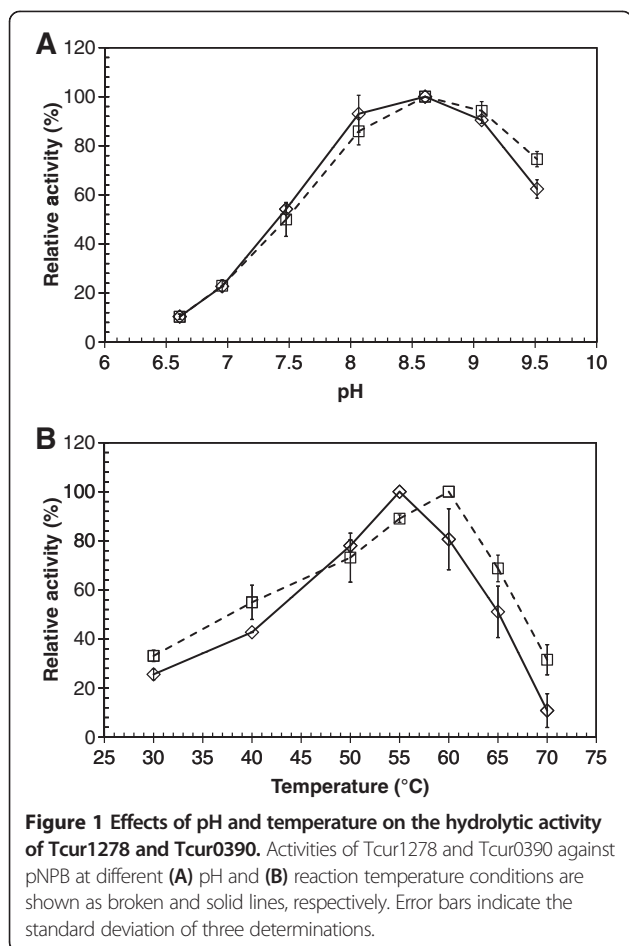 A
Relative activity (%)
120
100
80
60
40
20
0
6 6.5 7 7.5 8 8.5 9 9.5 10
pH
B
Relative activity (%)
120
100
80
60
40
20
0
25 30 35 40 45 50 55 60 65 70 75
Temperature (°C)
Figure 1 Effects of pH and temperature on the hydrolytic activity
of Tcur1278 and Tcur0390. Activities of Tcur1278 and Tcur0390 against
pNPB at different (A) pH and (B) reaction temperature conditions are
shown as broken and solid lines, respectively. Error bars indicate the
standard deviation of three determinations.